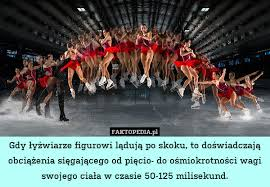 FAKTOPEDIA.pl
Gdy łyżwiarze figurowi lądują po skoku, to doświadczają
obciążenia sięgającego od pięcio- do ośmiokrotności wagi
swojego ciała w czasie 50-125 milisekund.